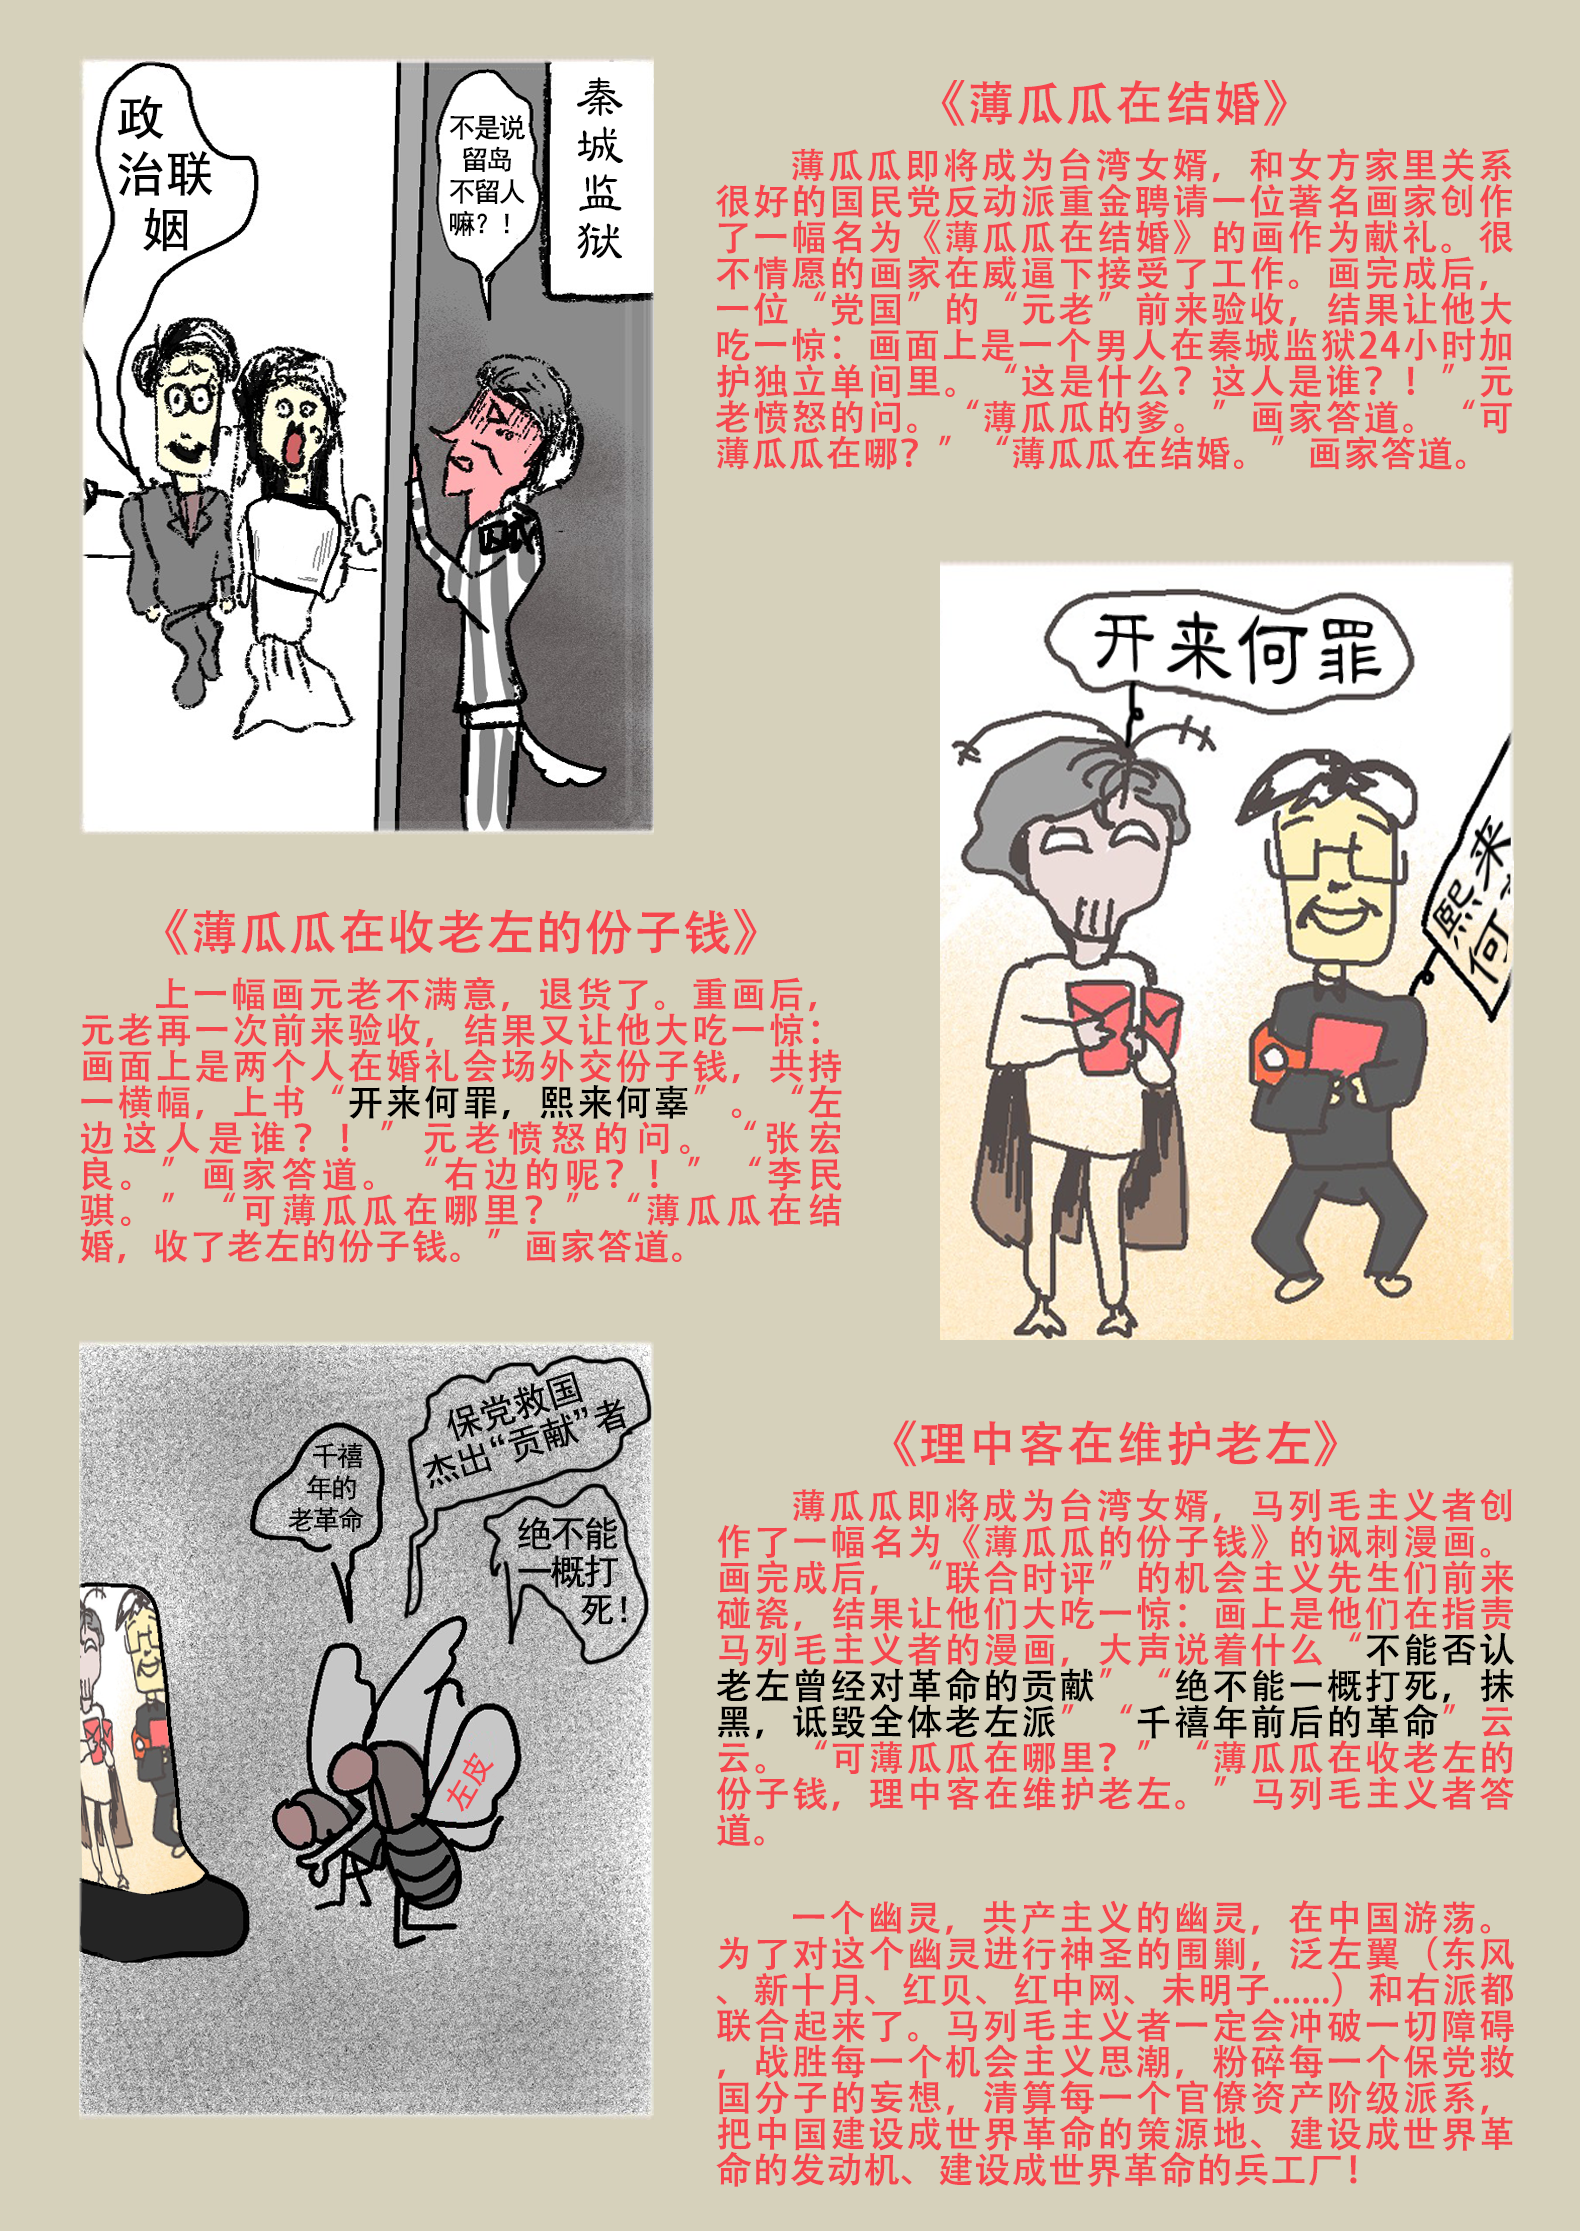 政
治联
姻
不是说
留岛
不留人
嘛？！
秦城监狱
《薄瓜瓜在结婚》
薄瓜瓜即将成为台湾女婿，和女方家里关系
很好的国民党反动派重金聘请一位著名画家创作
了一幅名为《薄瓜瓜在结婚》的画作为献礼。很
不情愿的画家在威逼下接受了工作。画完成后，
一位“党国”的“元老”前来验收，结果让他大
吃一惊：画面上是一个男人在秦城监狱24小时加
护独立单间里。“这是什么？这人是谁？！”元
老愤怒的问。“薄瓜瓜的爹。”画家答道。“可
薄瓜瓜在哪？”“薄瓜瓜在结婚。”画家答道。
开来何罪
熙来
何
《薄瓜瓜在收老左的份子钱》
上一幅画元老不满意，退货了。重画后，
元老再一次前来验收，结果又让他大吃一惊：
画面上是两个人在婚礼会场外交份子钱，共持
一横幅，上书“开来何罪，熙来何辜”。“左
边这人是谁？！”元老愤怒的问。“张宏
良。”画家答道。“右边的呢？！”“李民
骐。”“可薄瓜瓜在哪里？”“薄瓜瓜在结
婚，收了老左的份子钱。”画家答道。
保党救国
杰出“贡献”者
千禧
年的
老革命
绝不能
一概打
死！
左皮
《理中客在维护老左》
薄瓜瓜即将成为台湾女婿，马列毛主义者创
作了一幅名为《薄瓜瓜的份子钱》的讽刺漫画。
画完成后，“联合时评”的机会主义先生们前来
碰瓷，结果让他们大吃一惊：画上是他们在指责
马列毛主义者的漫画，大声说着什么“不能否认
老左曾经对革命的贡献”“绝不能一概打死，抹
黑，诋毁全体老左派”“千禧年前后的革命”云
云。“可薄瓜瓜在哪里？”“薄瓜瓜在收老左的
份子钱，理中客在维护老左。”马列毛主义者答
道。
一个幽灵，共产主义的幽灵，在中国游荡。
为了对这个幽灵进行神圣的围剿，泛左翼（东风
、新十月、红贝、红中网、未明子......）和右派都
联合起来了。马列毛主义者一定会冲破一切障碍
，战胜每一个机会主义思潮，粉碎每一个保党救
国分子的妄想，清算每一个官僚资产阶级派系，
把中国建设成世界革命的策源地、建设成世界革
命的发动机、建设成世界革命的兵工厂！